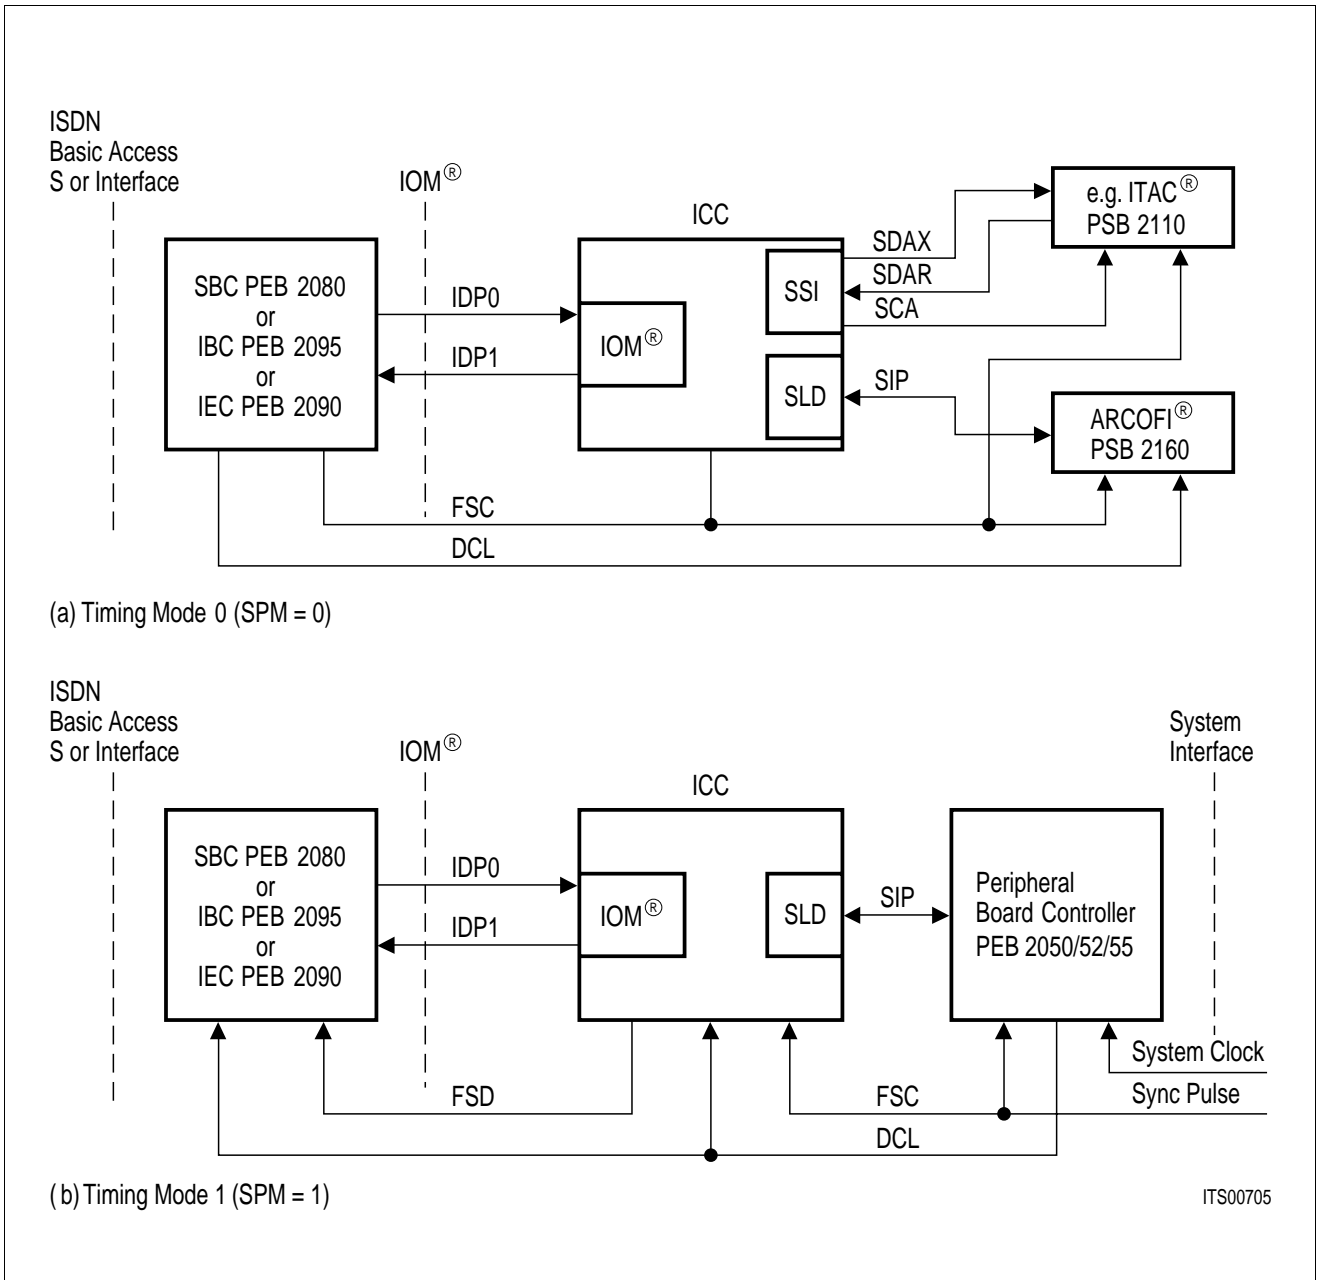 ISDN
Basic Access
S or Interface
IOM®
ICC
e.g. ITAC®
PSB 2110
SDAX
SDAR
SCA
SSI
SBC PEB 2080
or
IBC PEB 2095
or
IEC PEB 2090
IDP0
IDP1
IOM®
SLD
SIP
ARCOFI®
PSB 2160
FSC
DCL
(a) Timing Mode 0 (SPM = 0)
ISDN
Basic Access
S or Interface
IOM®
ICC
System
Interface
SBC PEB 2080
or
IBC PEB 2095
or
IEC PEB 2090
IDP0
IDP1
IOM®
SLD
SIP
Peripheral
Board Controller
PEB 2050/52/55
System Clock
Sync Pulse
FSD
FSC
DCL
(b) Timing Mode 1 (SPM = 1)
ITS00705